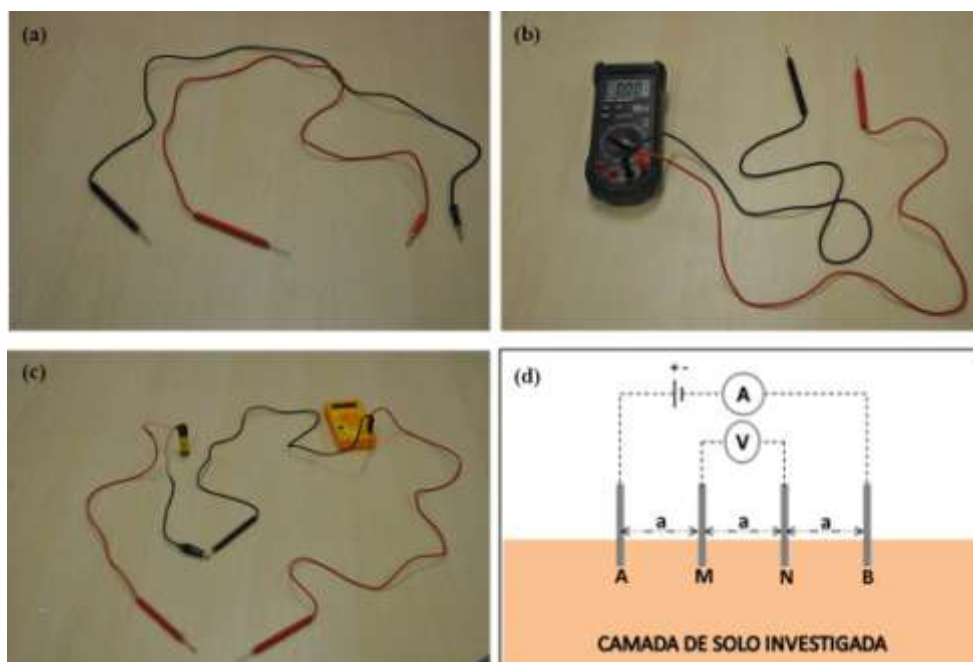 (a)
(b)
(c)
(d)
+ -
A
V
a a a
A M N B
CAMADA DE SOLO INVESTIGADA